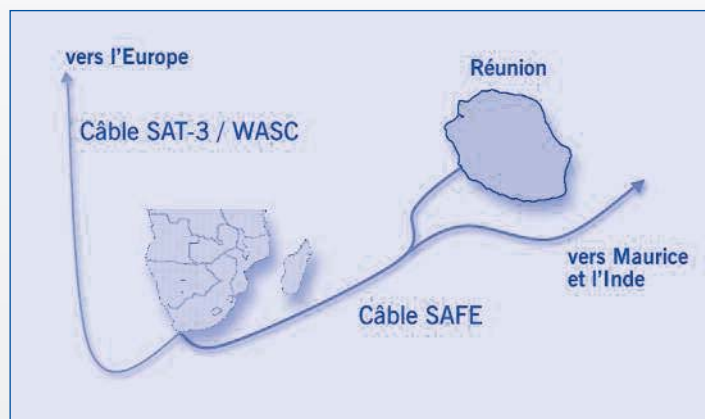 vers l'Europe
Réunion
Câble SAT-3 / WASC
vers Maurice
et l'Inde
Câble SAFE